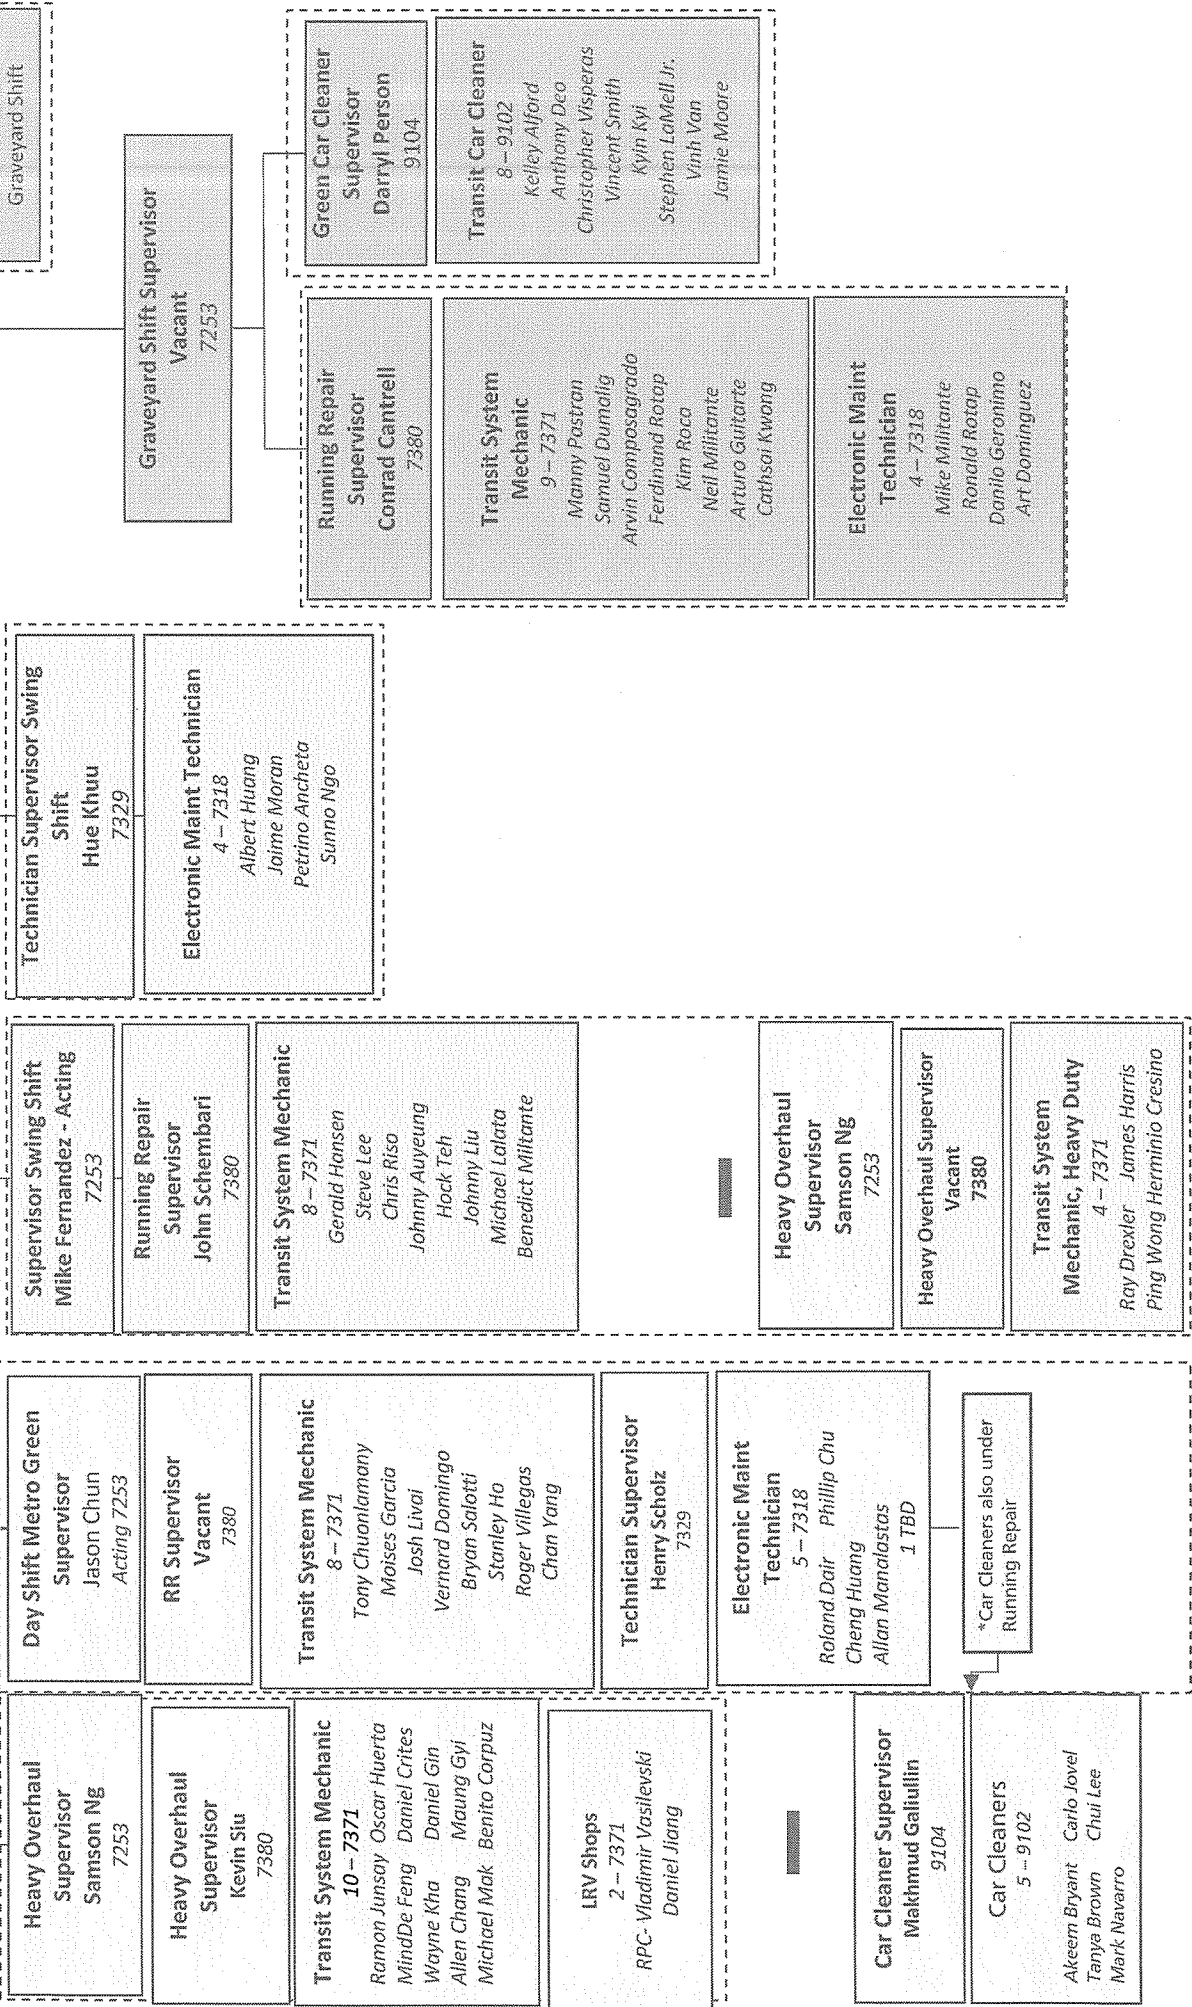 Heavy Overhaul
Supervisor
Samson Ng
7253
Heavy Overhaul
Supervisor
Kevin Siu
7380
Transit System Mechanic
10 – 7371
Ramon Junsay Oscar Huerta
MindDe Feng Daniel Crites
Wayne Kha Daniel Gin
Allen Chang Maung Gyi
Michael Mak Benito Corpuz
LRV Shops
2 – 7371
RPC- Vladimir Vasilevski
Daniel Jiang
Car Cleaner Supervisor
Makhmud Galiullin
9104
Car Cleaners
5 – 9102
Akeem Bryant Carlo Jovel
Tanya Brown Chui Lee
Mark Navarro
Day Shift Metro Green
Supervisor
Jason Chun
Acting 7253
RR Supervisor
Vacant
7380
Transit System Mechanic
8 – 7371
Tony Chuonlamany
Moises Garcia
Josh Livai
Vernard Domingo
Bryan Salotti
Stanley Ho
Roger Villegas
Chan Yang
Technician Supervisor
Henry Scholz
7329
Electronic Maint
Technician
5 – 7318
Roland Dair Phillip Chu
Cheng Huang
Allan Manalastas
1 TBD
*Car Cleaners also under
Running Repair
Supervisor Swing Shift
Mike Fernandez - Acting
7253
Running Repair
Supervisor
John Schembari
7380
Transit System Mechanic
8 – 7371
Gerald Hansen
Steve Lee
Chris Riso
Johnny Auyeung
Hock Teh
Johnny Liu
Michael Lalata
Benedict Miltante
Heavy Overhaul
Supervisor
Samson Ng
7253
Heavy Overhaul Supervisor
Vacant
7380
Transit System
Mechanic, Heavy Duty
4 – 7371
Ray Drexler James Harris
Ping Wong Herminio Cresino
Technician Supervisor Swing
Shift
Hue Khuu
7329
Electronic Maint Technician
4 – 7318
Albert Huang
Jaime Moran
Petrino Ancheta
Sunno Ngo
Graveyard Shift
Graveyard Shift Supervisor
Vacant
7253
Running Repair
Supervisor
Conrad Cantrell
7380
Transit System
Mechanic
9 – 7371
Manny Pastran
Samuel Dumalig
Arvin Composagrado
Ferdinand Rotap
Kim Roca
Neil Militante
Arturo Guitarte
Cathsai Kwong
Electronic Maint
Technician
4 – 7318
Mike Militante
Ronald Rotap
Danilo Geronimo
Art Dominguez
Green Car Cleaner
Supervisor
Darryl Person
9104
Transit Car Cleaner
8 – 9102
Kelley Alford
Anthony Deo
Christopher Visperas
Vincent Smith
Kyin Kyi
Stephen LaMell Jr.
Vinh Van
Jamie Moore